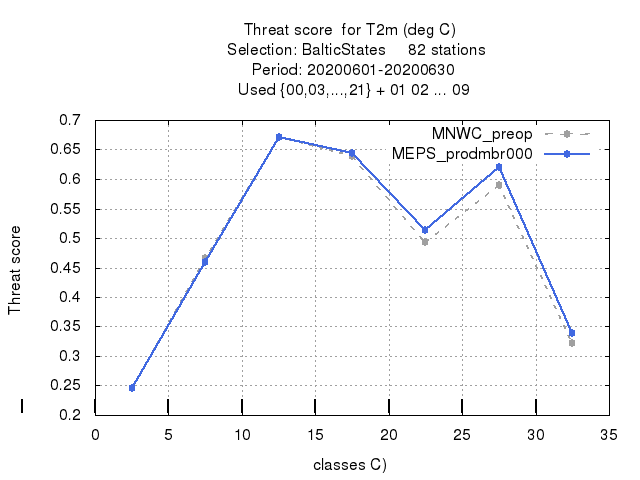 Threat score  for T2m (deg C)
Selection: BalticStates     82 stations
Period: 20200601-20200630
Used {00,03,...,21} + 01 02 ... 09
MNWC_preop
MEPS_prodmbr000
Threat score
0.7
0.65
0.6
0.55
0.5
0.45
0.4
0.35
0.3
0.25
0.2
0 5 10 15 20 25 30 35
classes C)